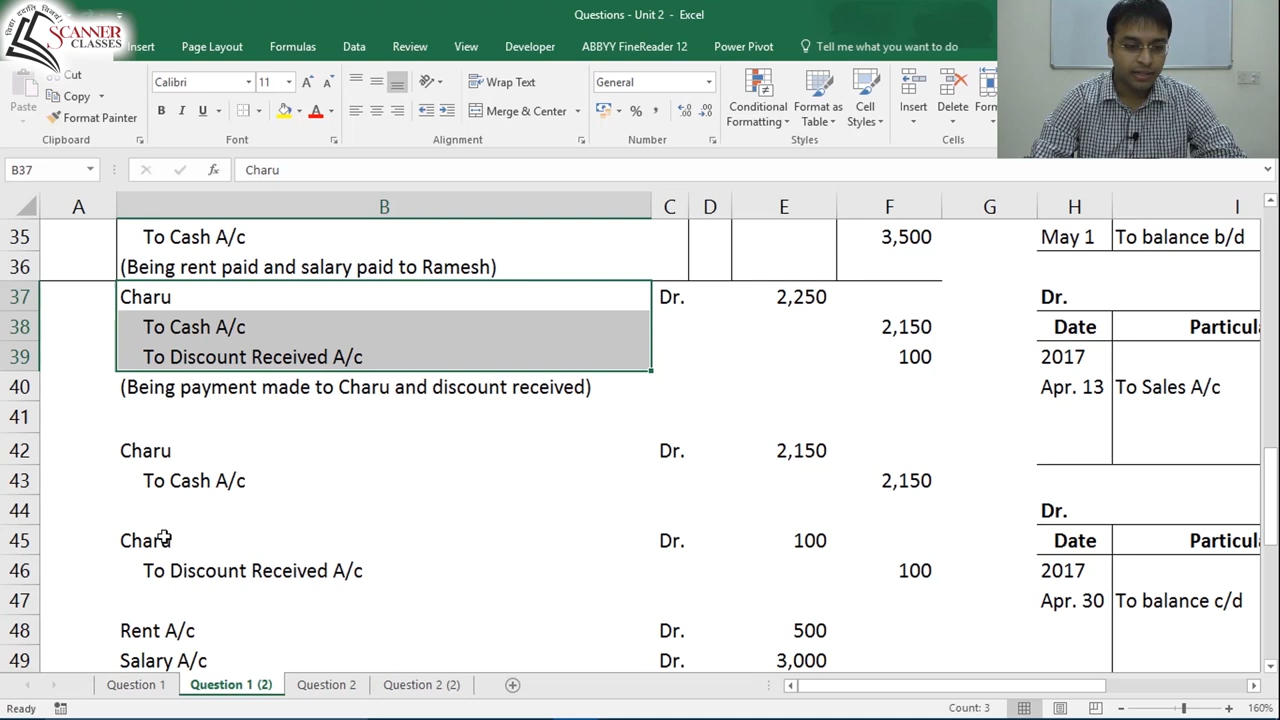 विद्या ददाति विनयम्
SCANNER
CLASSES
Questions - Unit 2 - Excel
Insert Page Layout Formulas Data Review View Developer ABBYY FineReader 12 Power Pivot Tell me what you want to do
Cut
Copy
Format Painter
Paste
Calibri 11
B I U
Wrap Text
Merge & Center
General
% ,
Conditional Formatting
Format as Table
Cell Styles
Insert Delete
Clipboard Font Alignment Number Styles Cells
B37 fx Charu
A B C D E F G H I
35 To Cash A/c 3,500 May 1 To balance b/d
36 (Being rent paid and salary paid to Ramesh)
37 Charu Dr. 2,250 Dr.
38 To Cash A/c 2,150 Date Particula
39 To Discount Received A/c 100 2017
40 (Being payment made to Charu and discount received) Apr. 13 To Sales A/c
41
42 Charu Dr. 2,150
43 To Cash A/c 2,150
44 Dr.
45 Charu Dr. 100 Date Particula
46 To Discount Received A/c 100 2017
47 Apr. 30 To balance c/d
48 Rent A/c Dr. 500
49 Salary A/c Dr. 3,000
Question 1 Question 1 (2) Question 2 Question 2 (2)
Ready Count: 3 160%